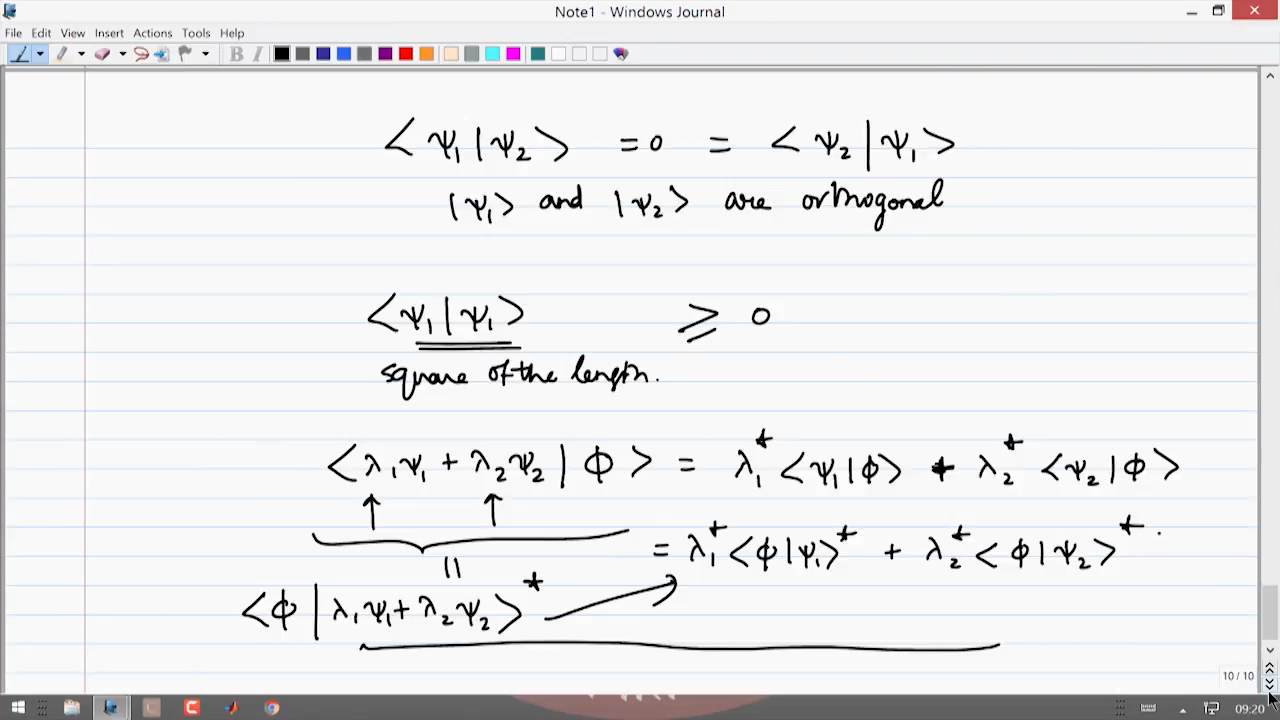 Note1 - Windows Journal
File Edit View Insert Actions Tools Help
B I
< ψ₁ | ψ₂ > = 0 = < ψ₂ | ψ₁ >
|ψ₁> and |ψ₂> are orthogonal
<ψ₁|ψ₁> ⩾ 0
square of the length.
<λ₁ψ₁ + λ₂ψ₂ | ϕ > = λ₁* <ψ₁|ϕ> + λ₂* <ψ₂|ϕ>
= λ₁* <ϕ|ψ₁>* + λ₂* <ϕ|ψ₂>* .
||
<ϕ | λ₁ψ₁ + λ₂ψ₂>*
10 / 10
09:20